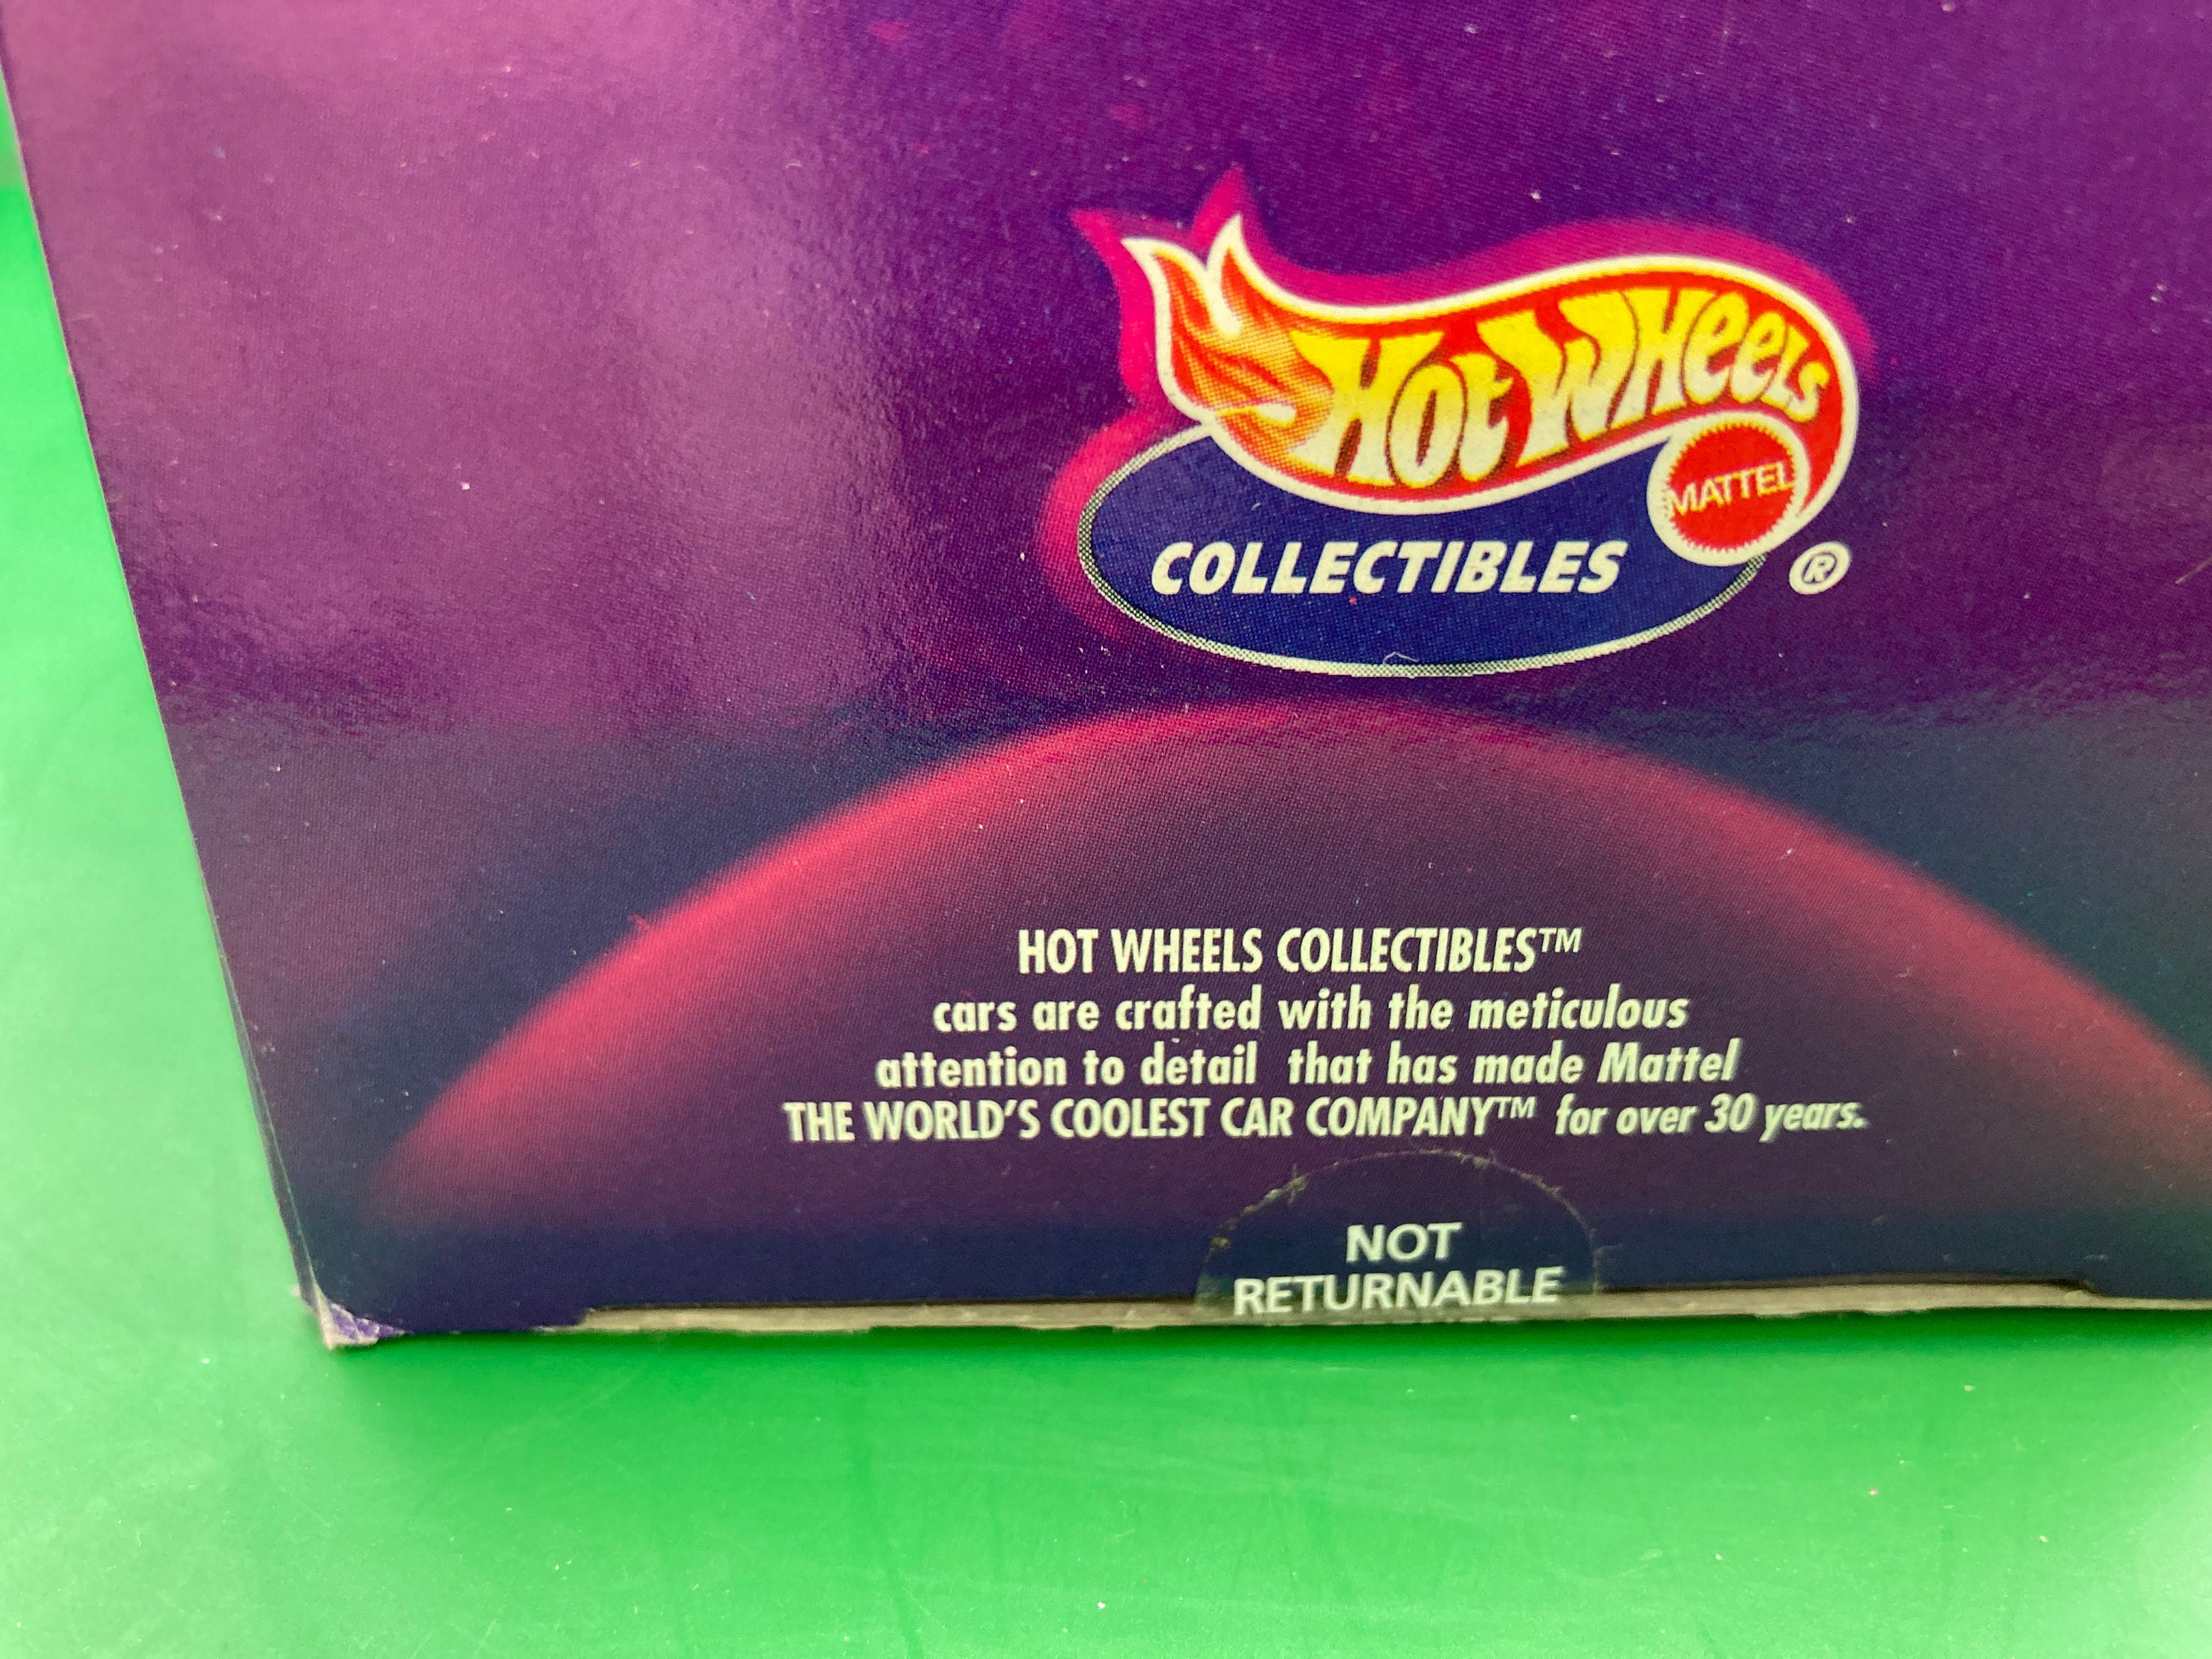 Hot Wheels
MATTEL
COLLECTIBLES ®
HOT WHEELS COLLECTIBLES™
cars are crafted with the meticulous
attention to detail that has made Mattel
THE WORLD'S COOLEST CAR COMPANY™ for over 30 years.
NOT
RETURNABLE